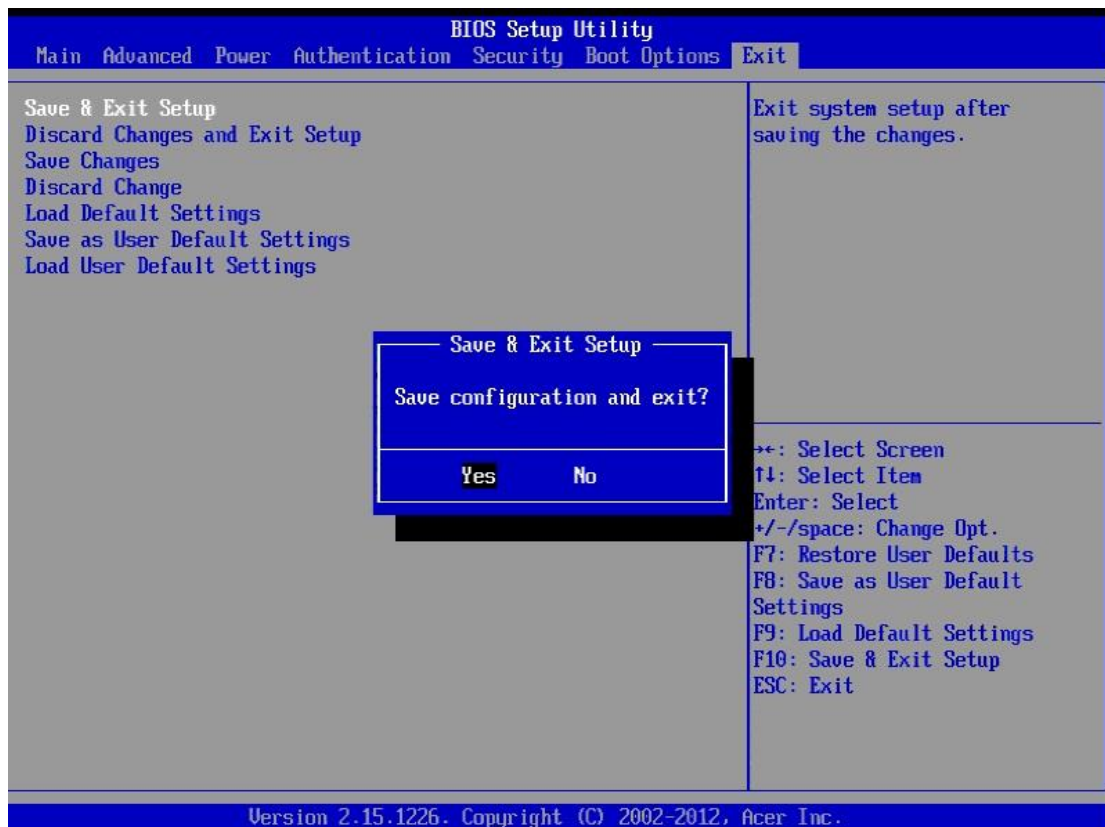 BIOS Setup Utility
Main Advanced Power Authentication Security Boot Options Exit
Save & Exit Setup
Discard Changes and Exit Setup
Save Changes
Discard Change
Load Default Settings
Save as User Default Settings
Load User Default Settings
Exit system setup after
saving the changes.
Save & Exit Setup
Save configuration and exit?
Yes No
→←: Select Screen
↑↓: Select Item
Enter: Select
+/-/space: Change Opt.
F7: Restore User Defaults
F8: Save as User Default
Settings
F9: Load Default Settings
F10: Save & Exit Setup
ESC: Exit
Version 2.15.1226. Copyright (C) 2002-2012, Acer Inc.